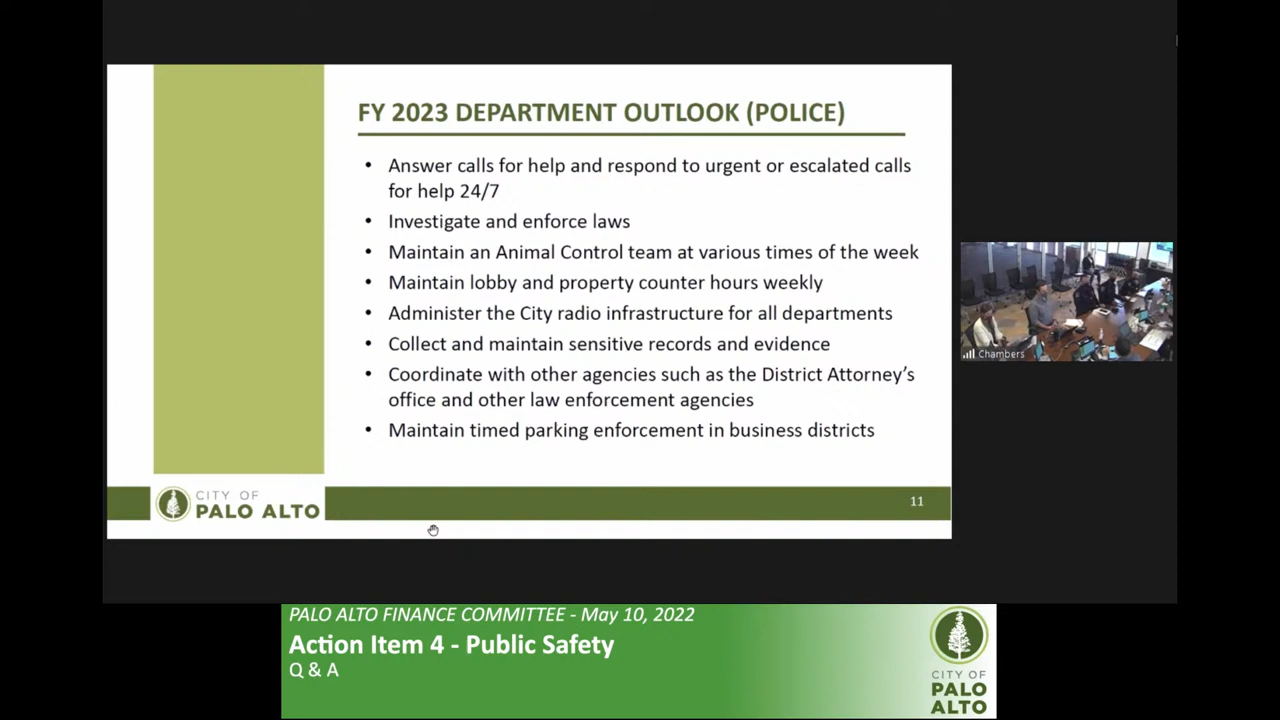 FY 2023 DEPARTMENT OUTLOOK (POLICE)
• Answer calls for help and respond to urgent or escalated calls
for help 24/7
• Investigate and enforce laws
• Maintain an Animal Control team at various times of the week
• Maintain lobby and property counter hours weekly
• Administer the City radio infrastructure for all departments
• Collect and maintain sensitive records and evidence
• Coordinate with other agencies such as the District Attorney’s
office and other law enforcement agencies
• Maintain timed parking enforcement in business districts
CITY OF
PALO ALTO
11
Chambers
PALO ALTO FINANCE COMMITTEE - May 10, 2022
Action Item 4 - Public Safety
Q & A
CITY OF
PALO
ALTO